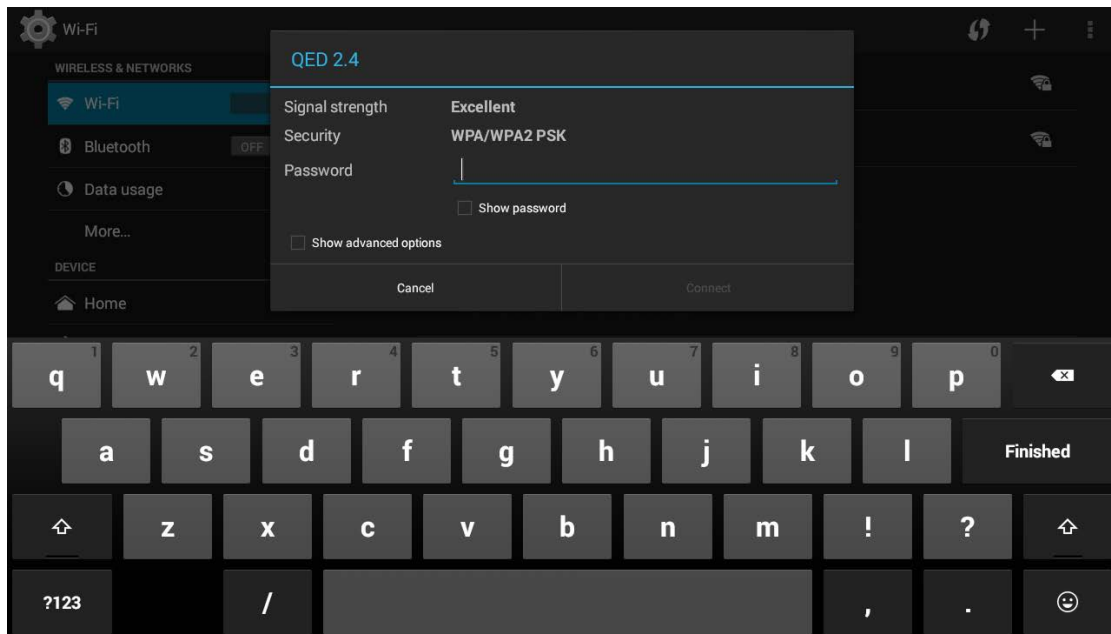 Wi-Fi
WIRELESS & NETWORKS
Wi-Fi
Bluetooth OFF
Data usage
More...
DEVICE
Home
QED 2.4
Signal strength Excellent
Security WPA/WPA2 PSK
Password
Show password
Show advanced options
Cancel Connect
1 2 3 4 5 6 7 8 9 0
q w e r t y u i o p
a s d f g h j k l Finished
z x c v b n m ! ?
?123 / , .